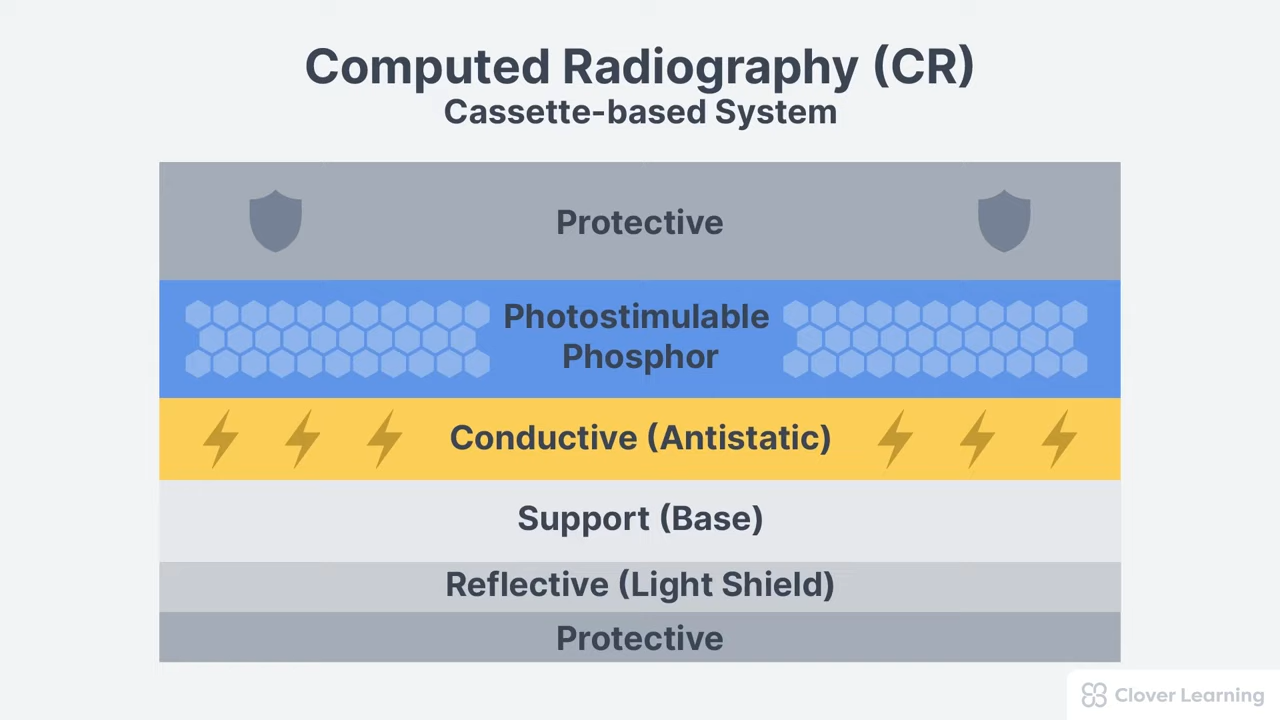 Computed Radiography (CR)
Cassette-based System
Protective
Photostimulable
Phosphor
Conductive (Antistatic)
Support (Base)
Reflective (Light Shield)
Protective
Clover Learning